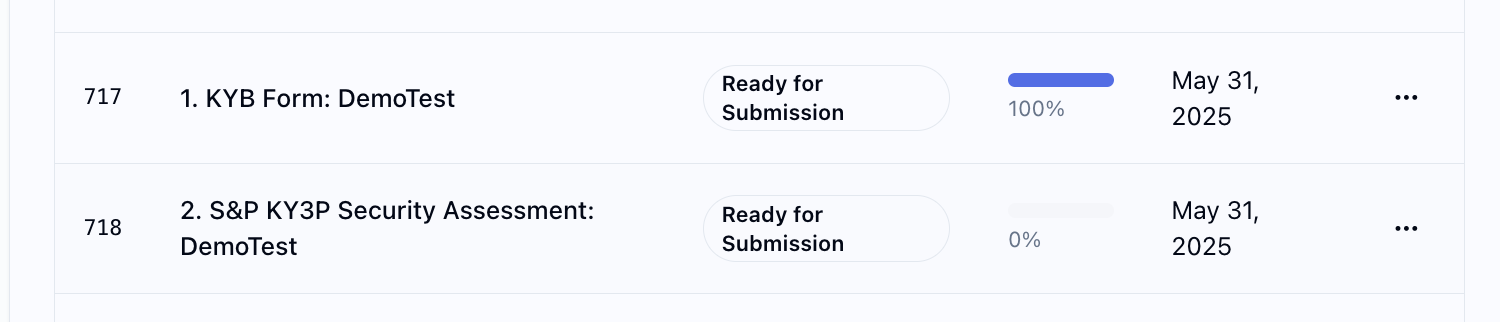 717
1. KYB Form: DemoTest
Ready for
Submission
100%
May 31,
2025
718
2. S&P KY3P Security Assessment:
DemoTest
Ready for
Submission
0%
May 31,
2025